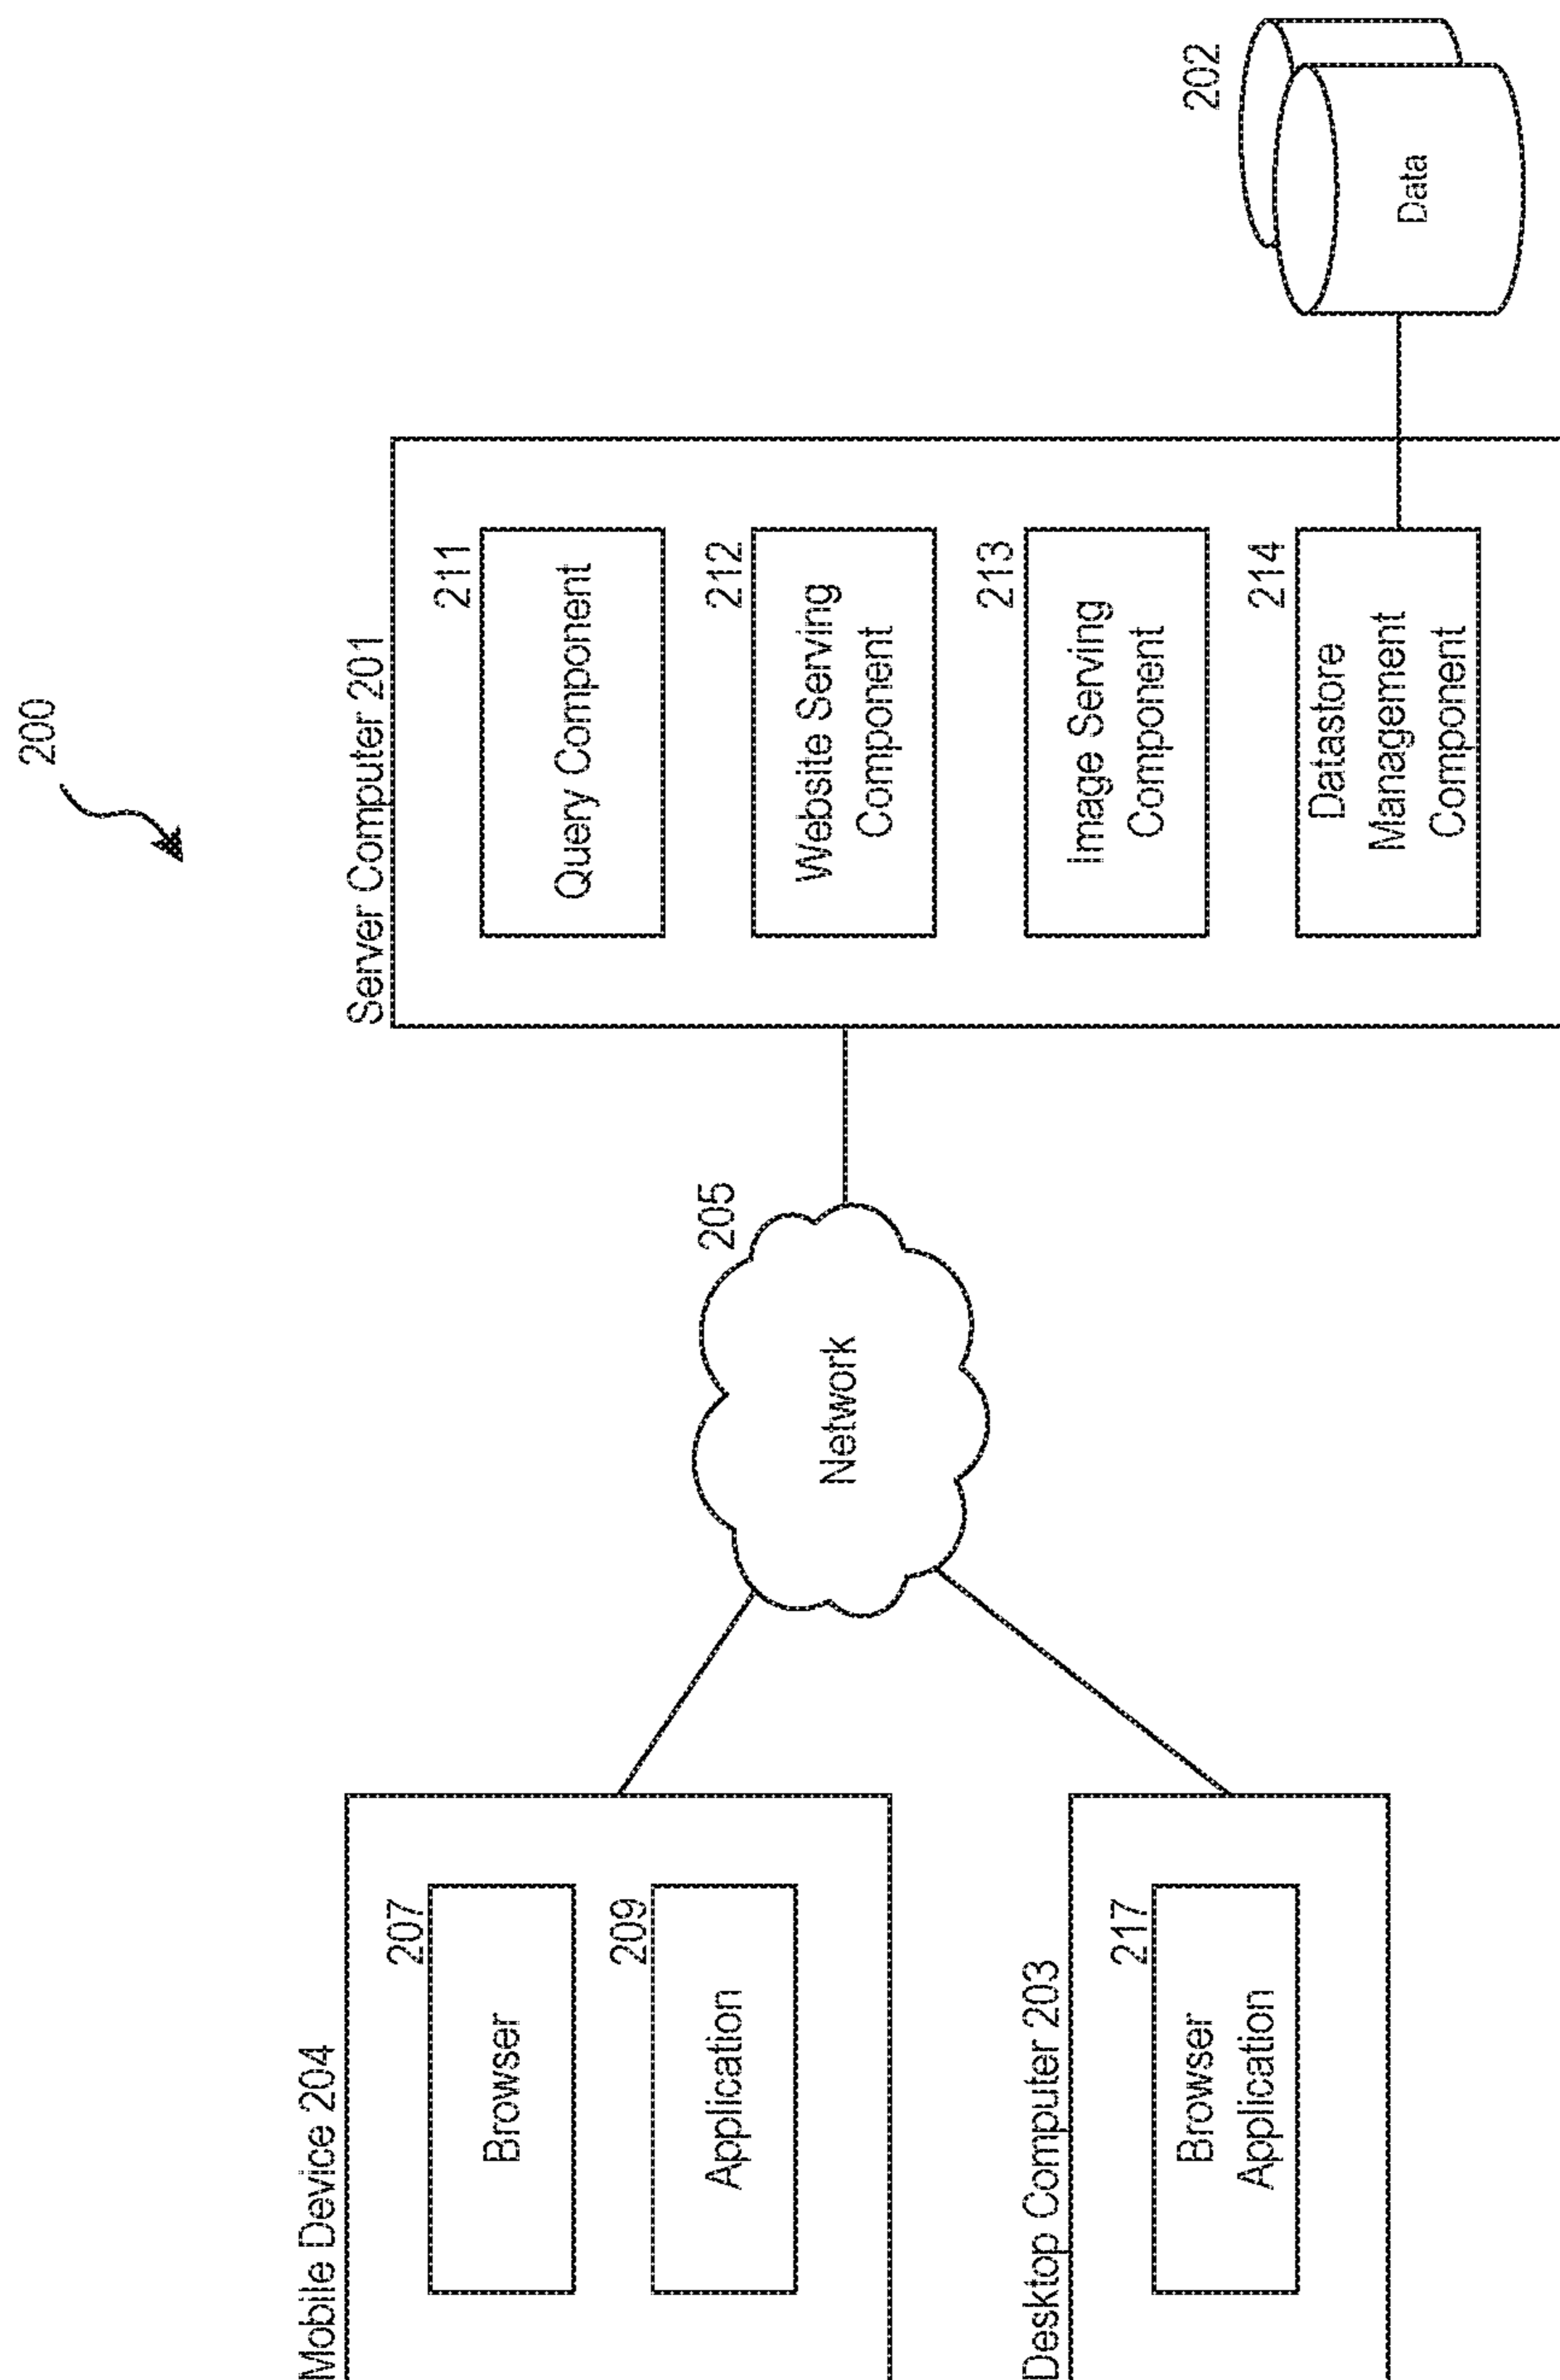 200
Mobile Device 204
207
Browser
209
Application
Desktop Computer 203
217
Browser
Application
205
Network
Server Computer 201
211
Query Component
212
Website Serving
Component
213
Image Serving
Component
214
Datastore
Management
Component
202
Data